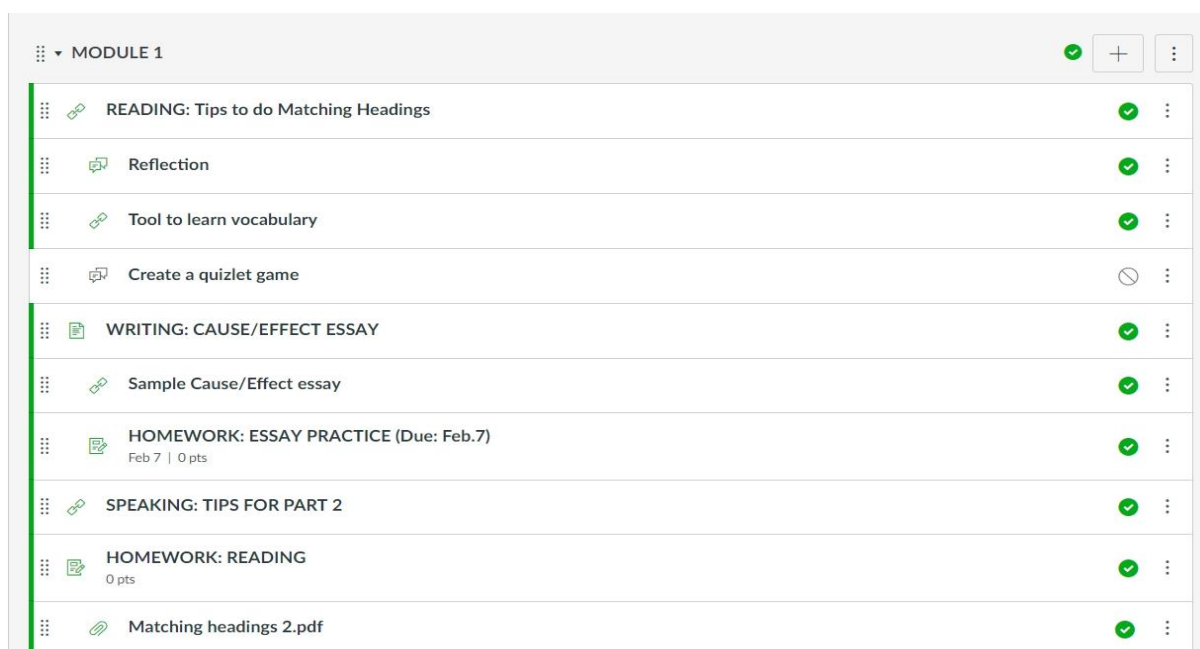 MODULE 1
READING: Tips to do Matching Headings
Reflection
Tool to learn vocabulary
Create a quizlet game
WRITING: CAUSE/EFFECT ESSAY
Sample Cause/Effect essay
HOMEWORK: ESSAY PRACTICE (Due: Feb.7)
Feb 7 | 0 pts
SPEAKING: TIPS FOR PART 2
HOMEWORK: READING
0 pts
Matching headings 2.pdf